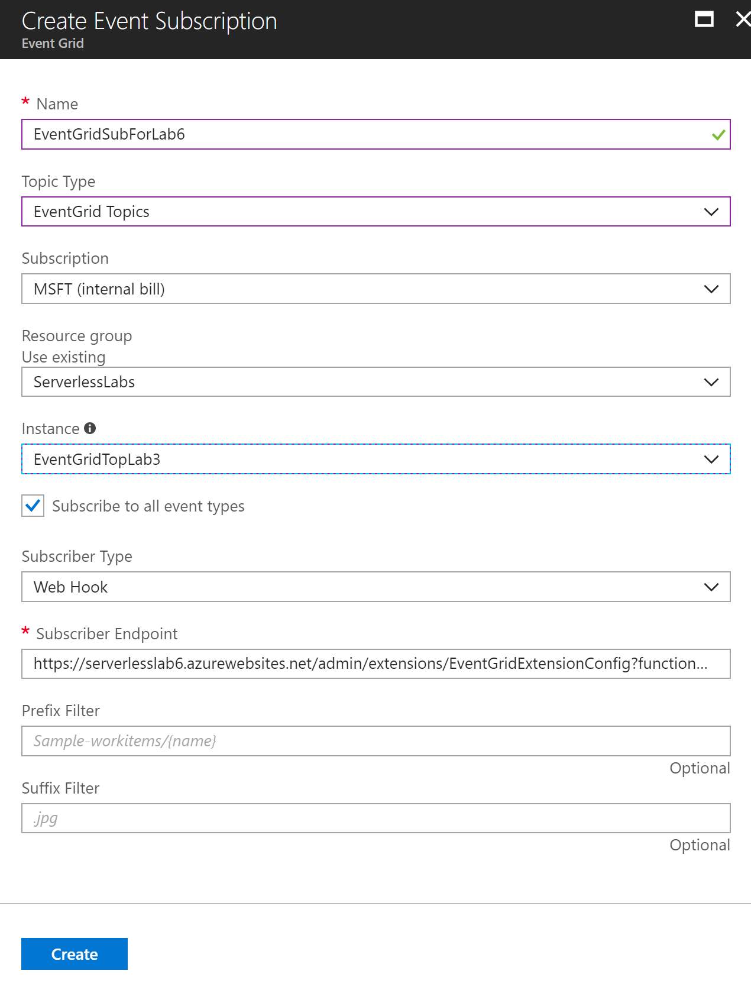 Create Event Subscription
Event Grid
* Name
EventGridSubForLab6
Topic Type
EventGrid Topics
Subscription
MSFT (internal bill)
Resource group
Use existing
ServerlessLabs
Instance
EventGridTopLab3
Subscribe to all event types
Subscriber Type
Web Hook
* Subscriber Endpoint
https://serverlesslab6.azurewebsites.net/admin/extensions/EventGridExtensionConfig?function...
Prefix Filter
Sample-workitems/{name}
Optional
Suffix Filter
.jpg
Optional
Create